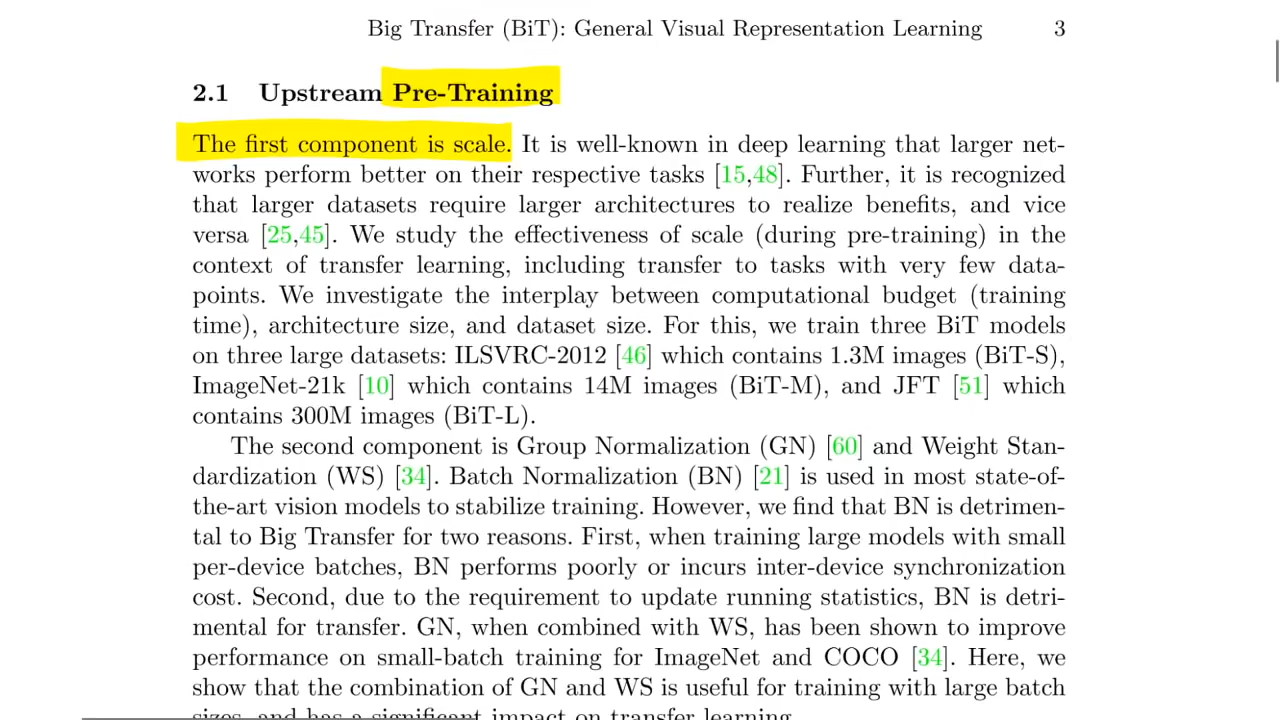 Big Transfer (BiT): General Visual Representation Learning 3
2.1 Upstream Pre-Training
The first component is scale. It is well-known in deep learning that larger net-
works perform better on their respective tasks [15,48]. Further, it is recognized
that larger datasets require larger architectures to realize benefits, and vice
versa [25,45]. We study the effectiveness of scale (during pre-training) in the
context of transfer learning, including transfer to tasks with very few data-
points. We investigate the interplay between computational budget (training
time), architecture size, and dataset size. For this, we train three BiT models
on three large datasets: ILSVRC-2012 [46] which contains 1.3M images (BiT-S),
ImageNet-21k [10] which contains 14M images (BiT-M), and JFT [51] which
contains 300M images (BiT-L).
The second component is Group Normalization (GN) [60] and Weight Stan-
dardization (WS) [34]. Batch Normalization (BN) [21] is used in most state-of-
the-art vision models to stabilize training. However, we find that BN is detrimen-
tal to Big Transfer for two reasons. First, when training large models with small
per-device batches, BN performs poorly or incurs inter-device synchronization
cost. Second, due to the requirement to update running statistics, BN is detri-
mental for transfer. GN, when combined with WS, has been shown to improve
performance on small-batch training for ImageNet and COCO [34]. Here, we
show that the combination of GN and WS is useful for training with large batch
sizes, and has a significant impact on transfer learning.